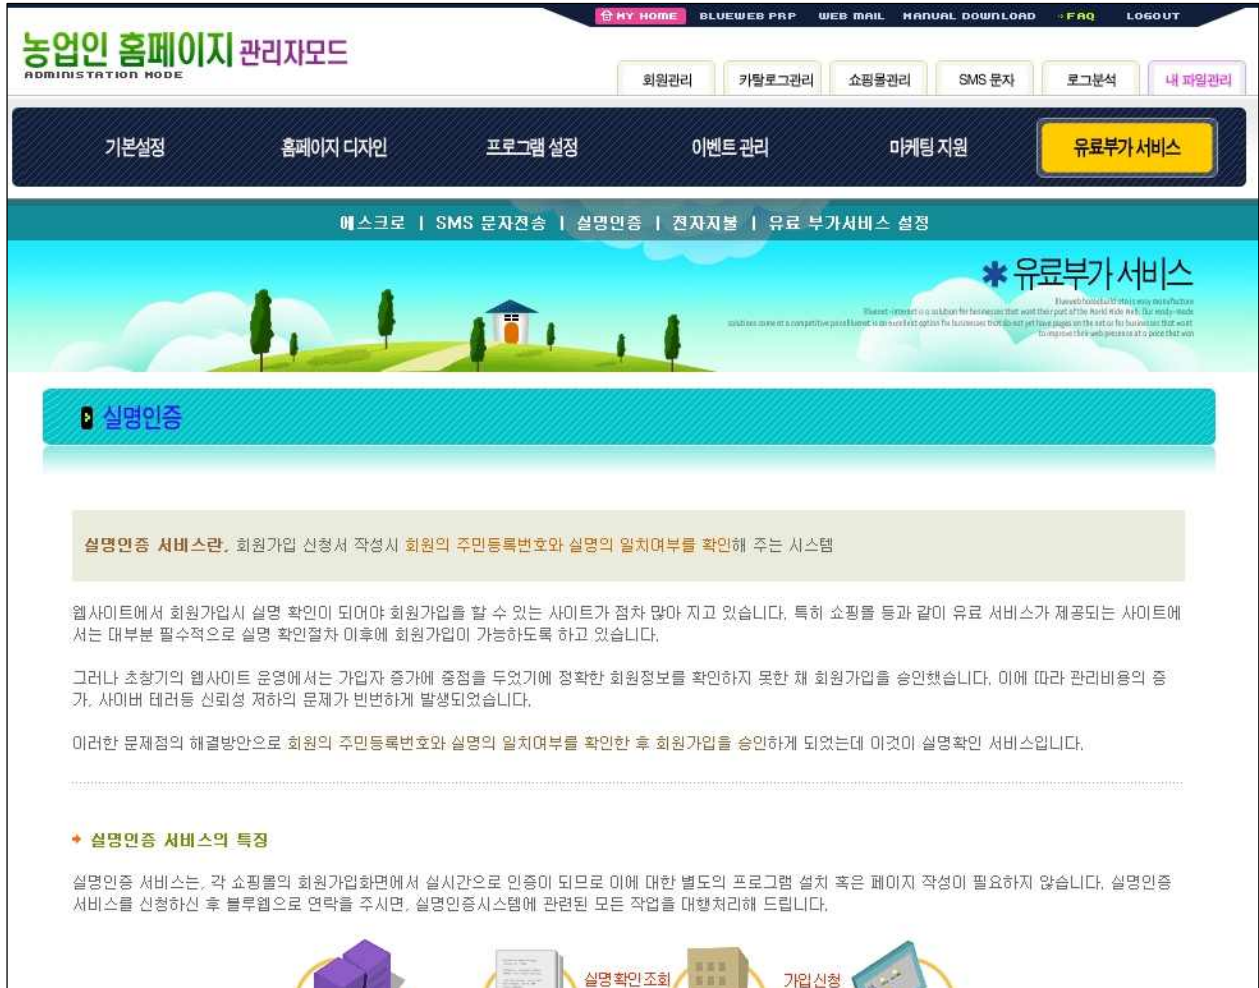 MY HOME BLUEWEB PRP WEB MAIL MANUAL DOWNLOAD FAQ LOGOUT
농업인 홈페이지 관리자모드
ADMINISTATION MODE
회원관리 카탈로그관리 쇼핑몰관리 SMS 문자 로그분석 내 파일관리
기본설정 홈페이지 디자인 프로그램 설정 이벤트 관리 마케팅 지원 유료부가 서비스
에스크로 | SMS 문자전송 | 실명인증 | 전자지불 | 유료 부가서비스 설정
유료부가 서비스
실명인증
실명인증 서비스란, 회원가입 신청서 작성시 회원의 주민등록번호와 실명의 일치여부를 확인해 주는 시스템
웹사이트에서 회원가입시 실명 확인이 되어야 회원가입을 할 수 있는 사이트가 점차 많아 지고 있습니다. 특히 쇼핑몰 등과 같이 유료 서비스가 제공되는 사이트에
서는 대부분 필수적으로 실명 확인절차 이후에 회원가입이 가능하도록 하고 있습니다.
그러나 초창기의 웹사이트 운영에서는 가입자 증가에 중점을 두었기에 정확한 회원정보를 확인하지 못한 채 회원가입을 승인했습니다. 이에 따라 관리비용의 증
가, 사이버 테러등 신뢰성 저하의 문제가 빈번하게 발생되었습니다.
이러한 문제점의 해결방안으로 회원의 주민등록번호와 실명의 일치여부를 확인한 후 회원가입을 승인하게 되었는데 이것이 실명확인 서비스입니다.
실명인증 서비스의 특징
실명인증 서비스는, 각 쇼핑몰의 회원가입화면에서 실시간으로 인증이 되므로 이에 대한 별도의 프로그램 설치 혹은 페이지 작성이 필요하지 않습니다. 실명인증
서비스를 신청하신 후 블루웹으로 연락을 주시면, 실명인증시스템에 관련된 모든 작업을 대행처리해 드립니다.
실명확인조회 가입신청